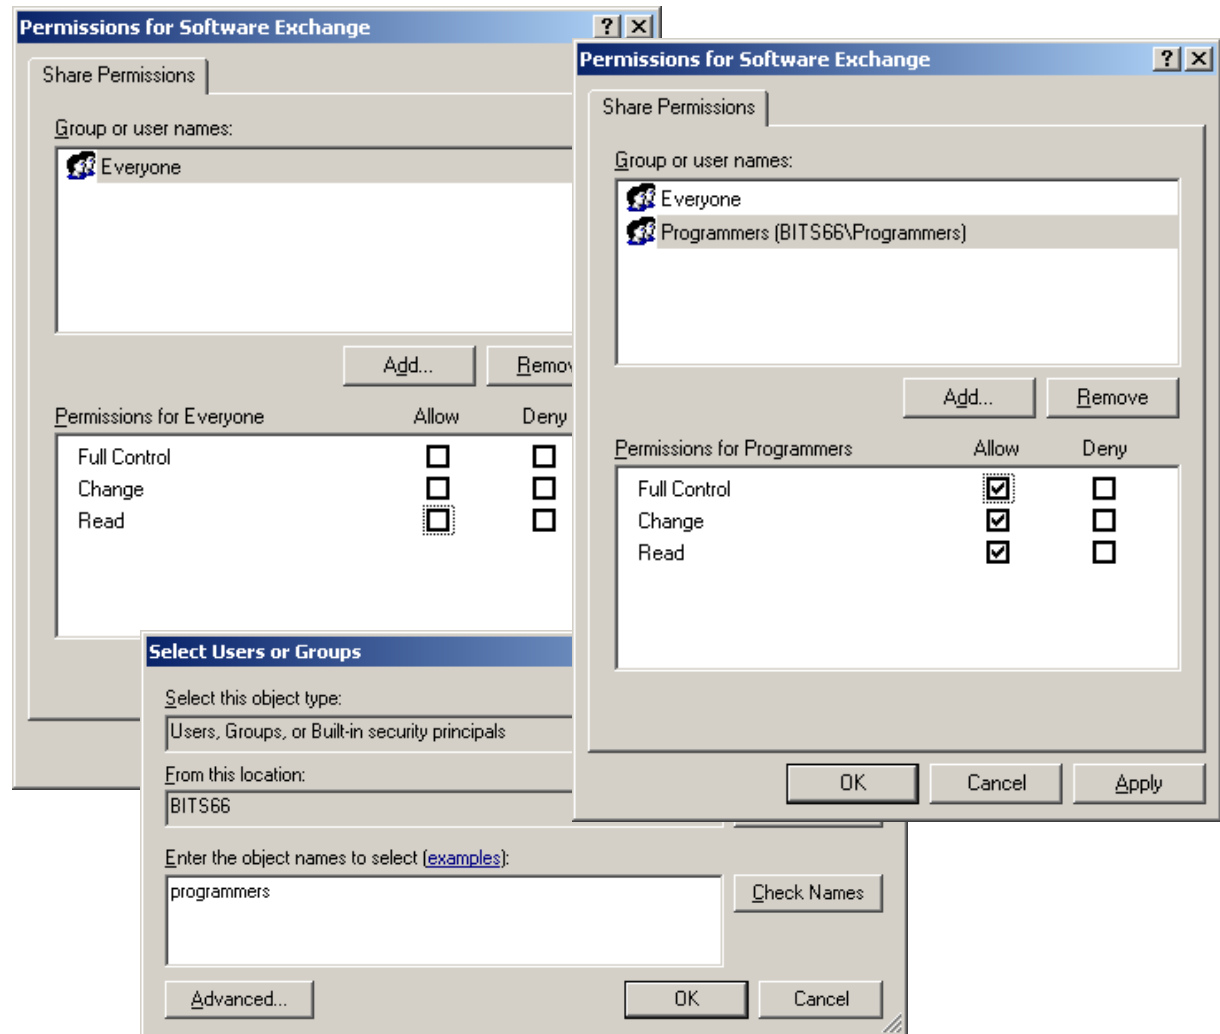 Permissions for Software Exchange
Share Permissions
Group or user names:
Everyone
Add...
Remov
Permissions for Everyone Allow Deny
Full Control
Change
Read
Permissions for Software Exchange
Share Permissions
Group or user names:
Everyone
Programmers (BITS66\Programmers)
Add... Remove
Permissions for Programmers Allow Deny
Full Control
Change
Read
OK Cancel Apply
Select Users or Groups
Select this object type:
Users, Groups, or Built-in security principals
From this location:
BITS66
Enter the object names to select (examples):
programmers
Check Names
Advanced... OK Cancel